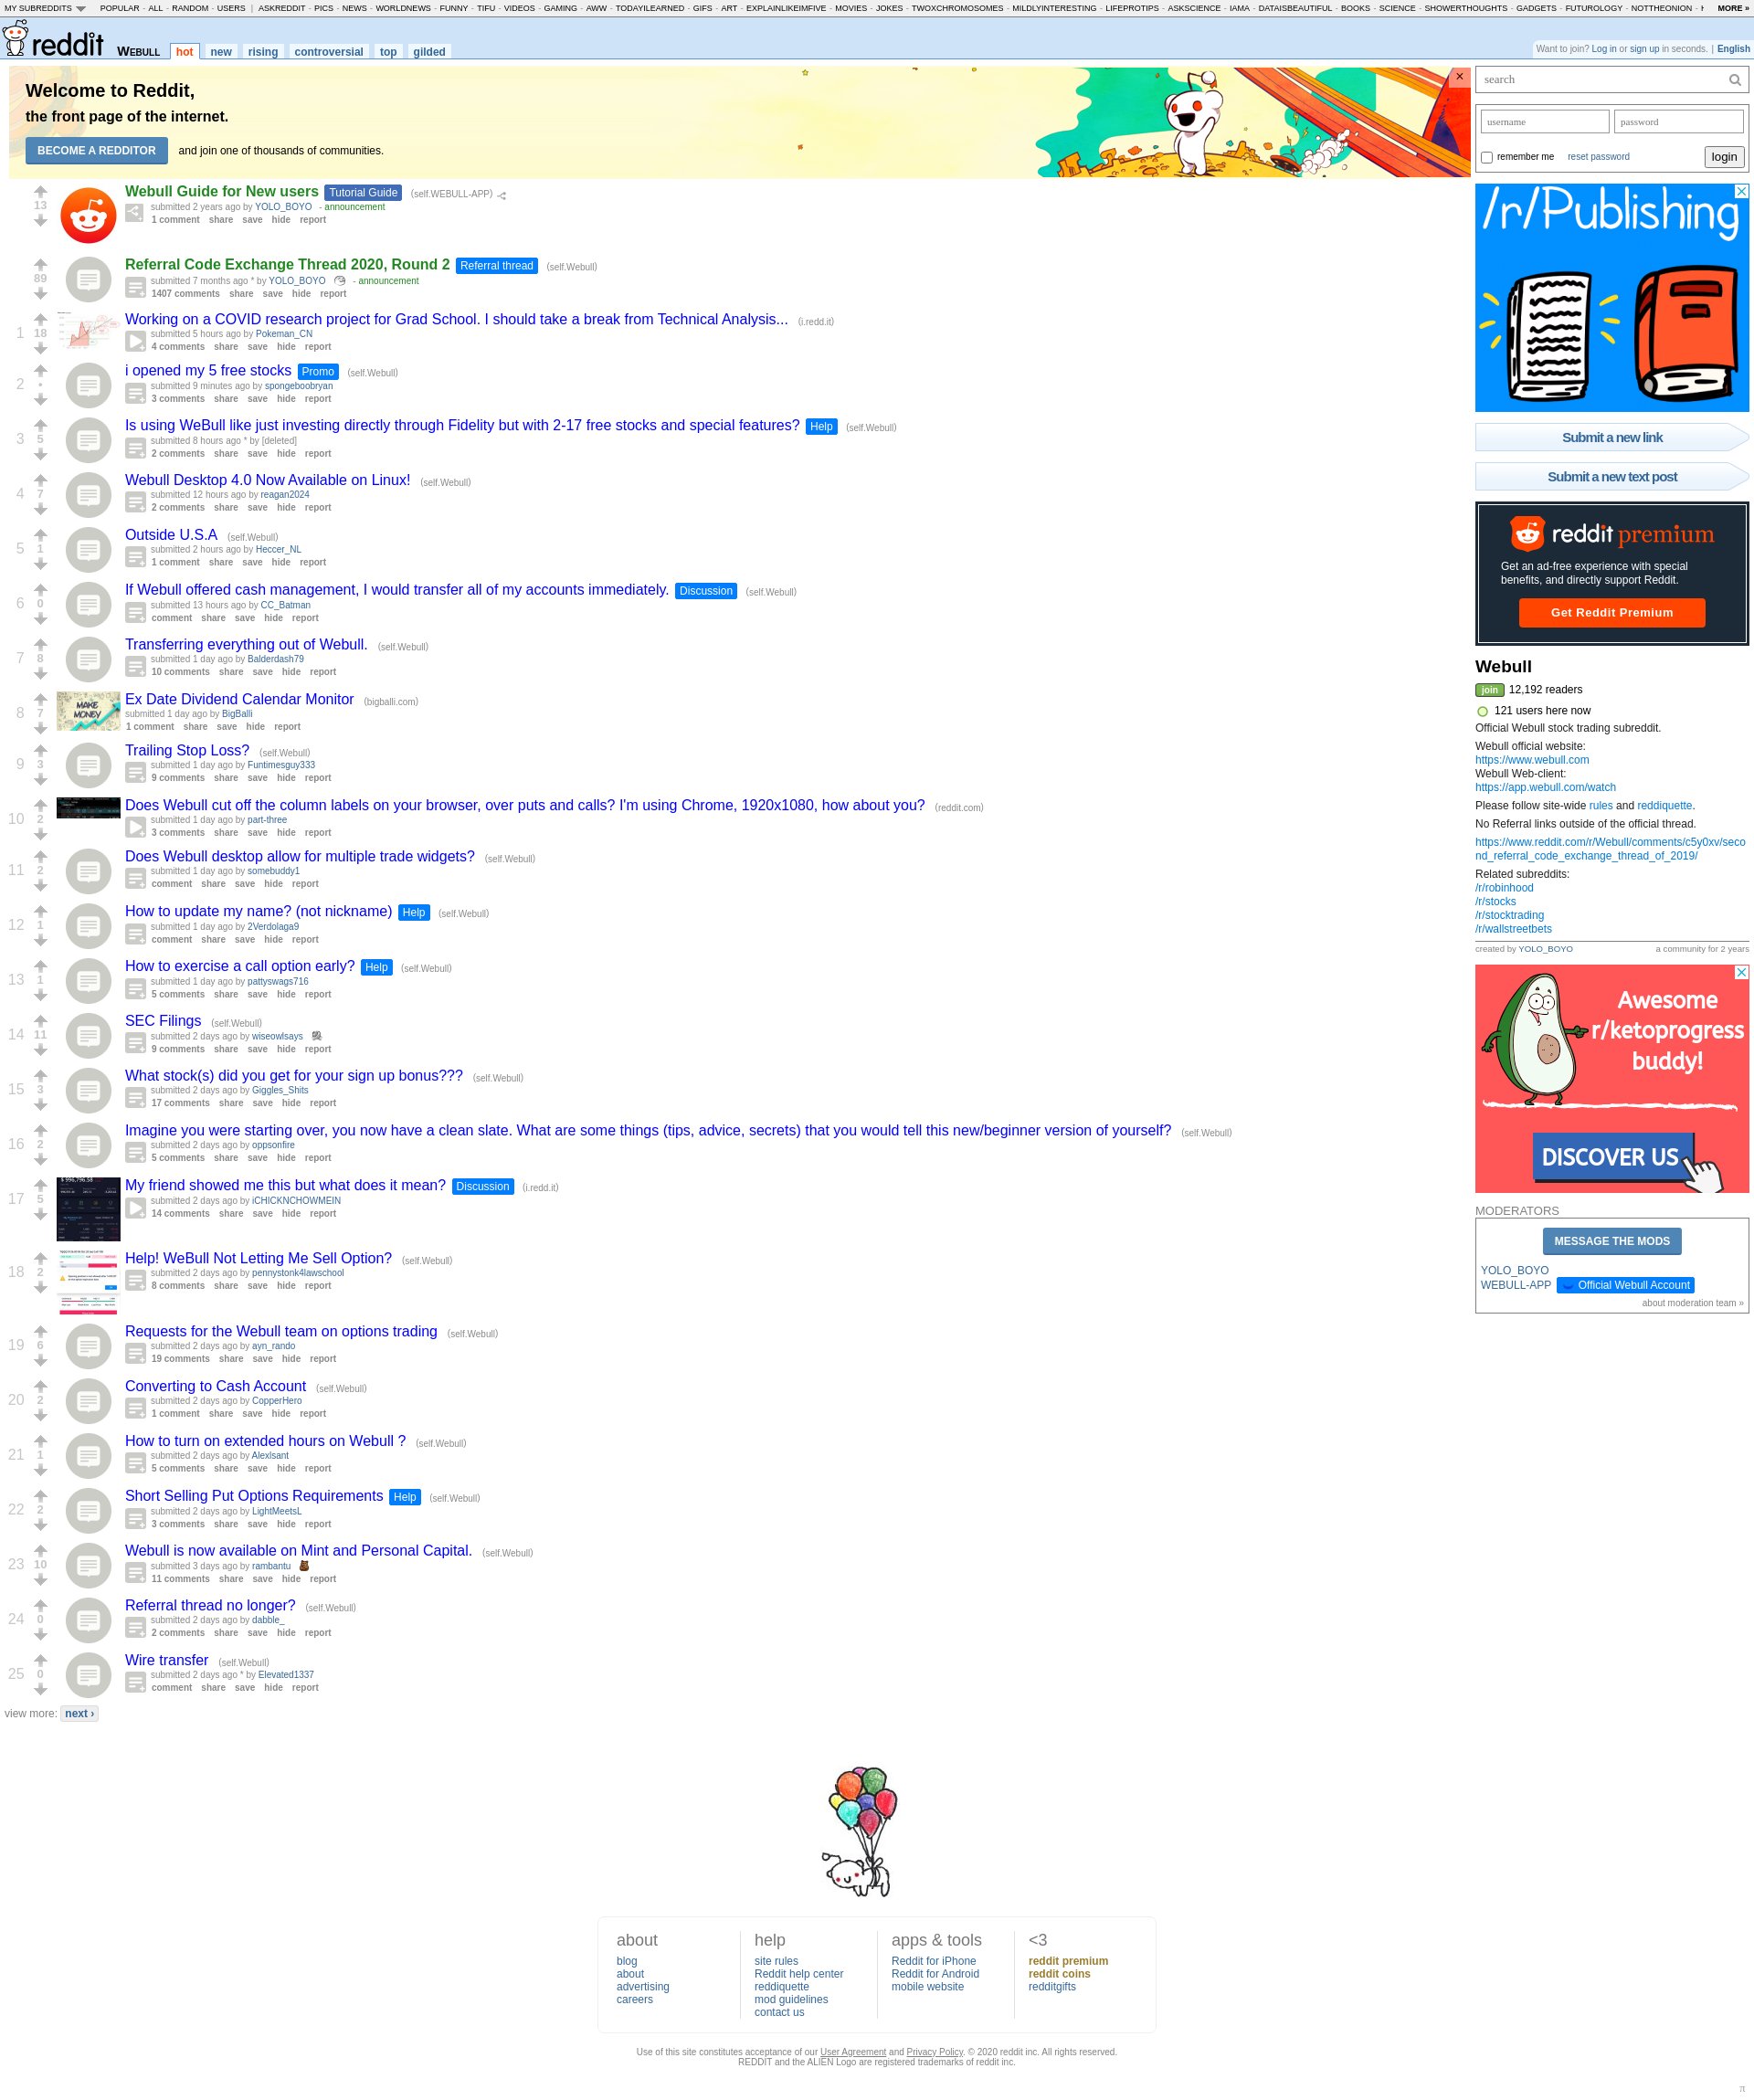 MY SUBREDDITS POPULAR - ALL - RANDOM - USERS | ASKREDDIT - PICS - NEWS - WORLDNEWS - FUNNY - TIFU - VIDEOS - GAMING - AWW - TODAYILEARNED - GIFS - ART - EXPLAINLIKEIMFIVE - MOVIES - JOKES - TWOXCHROMOSOMES - MILDLYINTERESTING - LIFEPROTIPS - ASKSCIENCE - IAMA - DATAISBEAUTIFUL - BOOKS - SCIENCE - SHOWERTHOUGHTS - GADGETS - FUTUROLOGY - NOTTHEONION - MORE »
reddit WEBULL hot new rising controversial top gilded
Want to join? Log in or sign up in seconds. | English
Welcome to Reddit,
the front page of the internet.
BECOME A REDDITOR and join one of thousands of communities.
×
13
Webull Guide for New users Tutorial Guide (self.WEBULL-APP)
submitted 2 years ago by YOLO_BOYO - announcement
1 comment share save hide report
89
Referral Code Exchange Thread 2020, Round 2 Referral thread (self.Webull)
submitted 7 months ago * by YOLO_BOYO - announcement
1407 comments share save hide report
1 18
Working on a COVID research project for Grad School. I should take a break from Technical Analysis... (i.redd.it)
submitted 5 hours ago by Pokeman_CN
4 comments share save hide report
2 •
i opened my 5 free stocks Promo (self.Webull)
submitted 9 minutes ago by spongeboobryan
3 comments share save hide report
3 5
Is using WeBull like just investing directly through Fidelity but with 2-17 free stocks and special features? Help (self.Webull)
submitted 8 hours ago * by [deleted]
2 comments share save hide report
4 7
Webull Desktop 4.0 Now Available on Linux! (self.Webull)
submitted 12 hours ago by reagan2024
2 comments share save hide report
5 1
Outside U.S.A (self.Webull)
submitted 2 hours ago by Heccer_NL
1 comment share save hide report
6 0
If Webull offered cash management, I would transfer all of my accounts immediately. Discussion (self.Webull)
submitted 13 hours ago by CC_Batman
comment share save hide report
7 8
Transferring everything out of Webull. (self.Webull)
submitted 1 day ago by Balderdash79
10 comments share save hide report
8 7
MAKE MONEY
Ex Date Dividend Calendar Monitor (bigballi.com)
submitted 1 day ago by BigBalli
1 comment share save hide report
9 3
Trailing Stop Loss? (self.Webull)
submitted 1 day ago by Funtimesguy333
9 comments share save hide report
10 2
Does Webull cut off the column labels on your browser, over puts and calls? I'm using Chrome, 1920x1080, how about you? (reddit.com)
submitted 1 day ago by part-three
3 comments share save hide report
11 2
Does Webull desktop allow for multiple trade widgets? (self.Webull)
submitted 1 day ago by somebuddy1
comment share save hide report
12 1
How to update my name? (not nickname) Help (self.Webull)
submitted 1 day ago by 2Verdolaga9
comment share save hide report
13 1
How to exercise a call option early? Help (self.Webull)
submitted 1 day ago by pattyswags716
5 comments share save hide report
14 11
SEC Filings (self.Webull)
submitted 2 days ago by wiseowlsays
9 comments share save hide report
15 3
What stock(s) did you get for your sign up bonus??? (self.Webull)
submitted 2 days ago by Giggles_Shits
17 comments share save hide report
16 2
Imagine you were starting over, you now have a clean slate. What are some things (tips, advice, secrets) that you would tell this new/beginner version of yourself? (self.Webull)
submitted 2 days ago by oppsonfire
5 comments share save hide report
17 5
My friend showed me this but what does it mean? Discussion (i.redd.it)
submitted 2 days ago by iCHICKNCHOWMEIN
14 comments share save hide report
18 2
Help! WeBull Not Letting Me Sell Option? (self.Webull)
submitted 2 days ago by pennystonk4lawschool
8 comments share save hide report
19 6
Requests for the Webull team on options trading (self.Webull)
submitted 2 days ago by ayn_rando
19 comments share save hide report
20 2
Converting to Cash Account (self.Webull)
submitted 2 days ago by CopperHero
1 comment share save hide report
21 1
How to turn on extended hours on Webull ? (self.Webull)
submitted 2 days ago by Alexlsant
5 comments share save hide report
22 2
Short Selling Put Options Requirements Help (self.Webull)
submitted 2 days ago by LightMeetsL
3 comments share save hide report
23 10
Webull is now available on Mint and Personal Capital. (self.Webull)
submitted 3 days ago by rambantu
11 comments share save hide report
24 0
Referral thread no longer? (self.Webull)
submitted 2 days ago by dabble_
2 comments share save hide report
25 0
Wire transfer (self.Webull)
submitted 2 days ago * by Elevated1337
comment share save hide report
view more: next ›
search
username password
remember me reset password login
/r/Publishing
Submit a new link
Submit a new text post
reddit premium
Get an ad-free experience with special
benefits, and directly support Reddit.
Get Reddit Premium
Webull
join 12,192 readers
121 users here now
Official Webull stock trading subreddit.
Webull official website:
https://www.webull.com
Webull Web-client:
https://app.webull.com/watch
Please follow site-wide rules and reddiquette.
No Referral links outside of the official thread.
https://www.reddit.com/r/Webull/comments/c5y0xv/seco
nd_referral_code_exchange_thread_of_2019/
Related subreddits:
/r/robinhood
/r/stocks
/r/stocktrading
/r/wallstreetbets
created by YOLO_BOYO a community for 2 years
Awesome
r/ketoprogress
buddy!
DISCOVER US
MODERATORS
MESSAGE THE MODS
YOLO_BOYO
WEBULL-APP Official Webull Account
about moderation team »
about
blog
about
advertising
careers
help
site rules
Reddit help center
reddiquette
mod guidelines
contact us
apps & tools
Reddit for iPhone
Reddit for Android
mobile website
<3
reddit premium
reddit coins
redditgifts
Use of this site constitutes acceptance of our User Agreement and Privacy Policy. © 2020 reddit inc. All rights reserved.
REDDIT and the ALIEN Logo are registered trademarks of reddit inc.
π